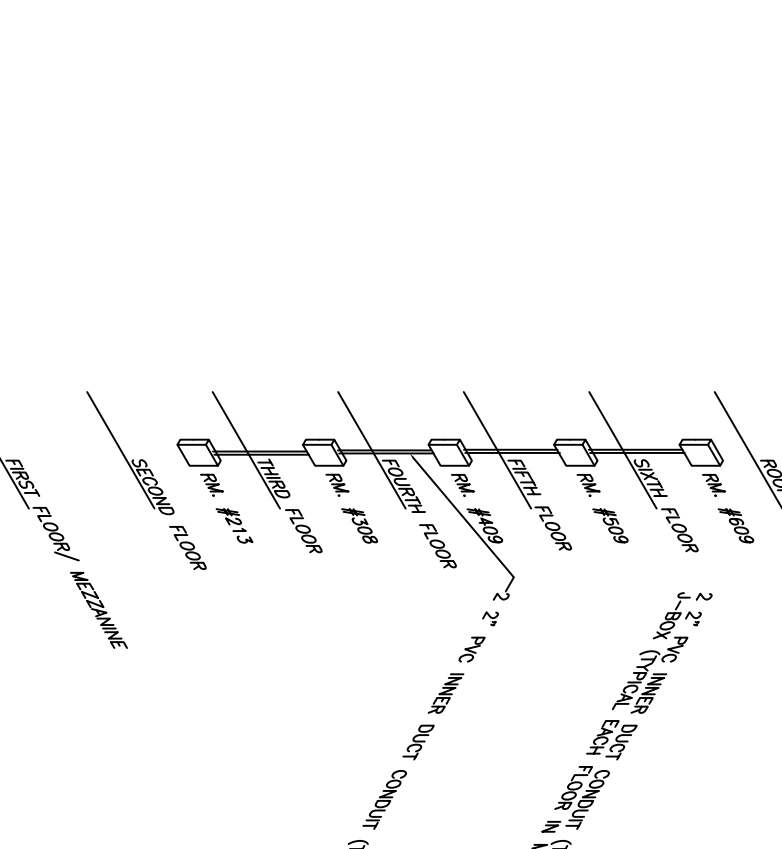 ROOF
RM. #609
SIXTH FLOOR
RM. #509
FIFTH FLOOR
RM. #409
FOURTH FLOOR
RM. #308
THIRD FLOOR
RM. #213
SECOND FLOOR
FIRST FLOOR/ MEZZANINE
2 2" PVC INNER DUCT CONDUIT (T
J-BOX (TYPICAL EACH FLOOR IN
2 2" PVC INNER DUCT CONDUIT (T